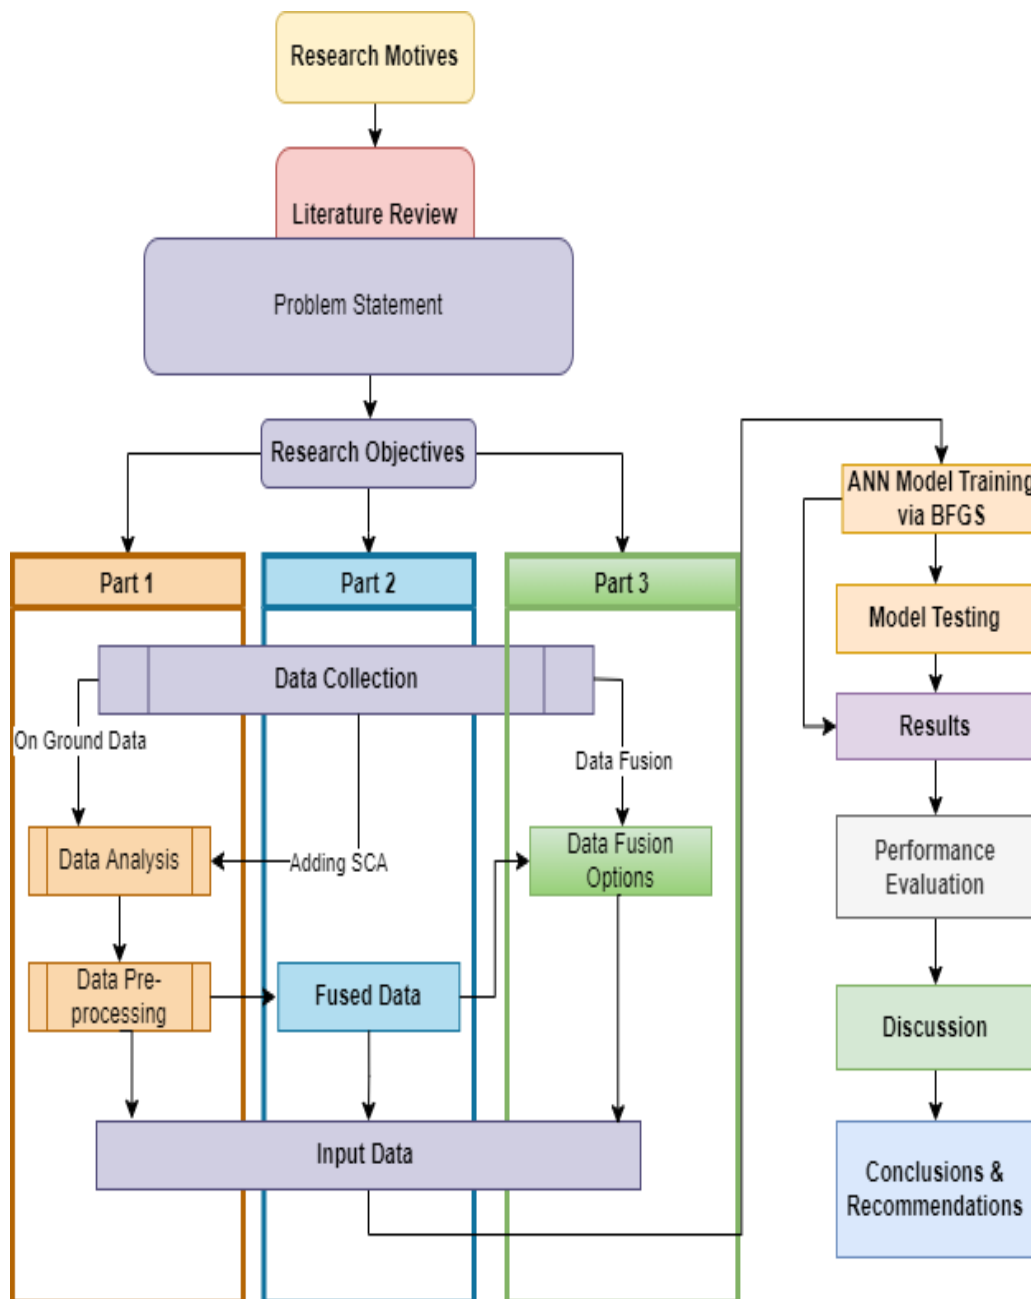 Research Motives
Literature Review
Problem Statement
Research Objectives
Part 1
Part 2
Part 3
Data Collection
On Ground Data
Data Fusion
Data Analysis
Adding SCA
Data Fusion
Options
Data Pre-
processing
Fused Data
Input Data
ANN Model Training
via BFGS
Model Testing
Results
Performance
Evaluation
Discussion
Conclusions &
Recommendations